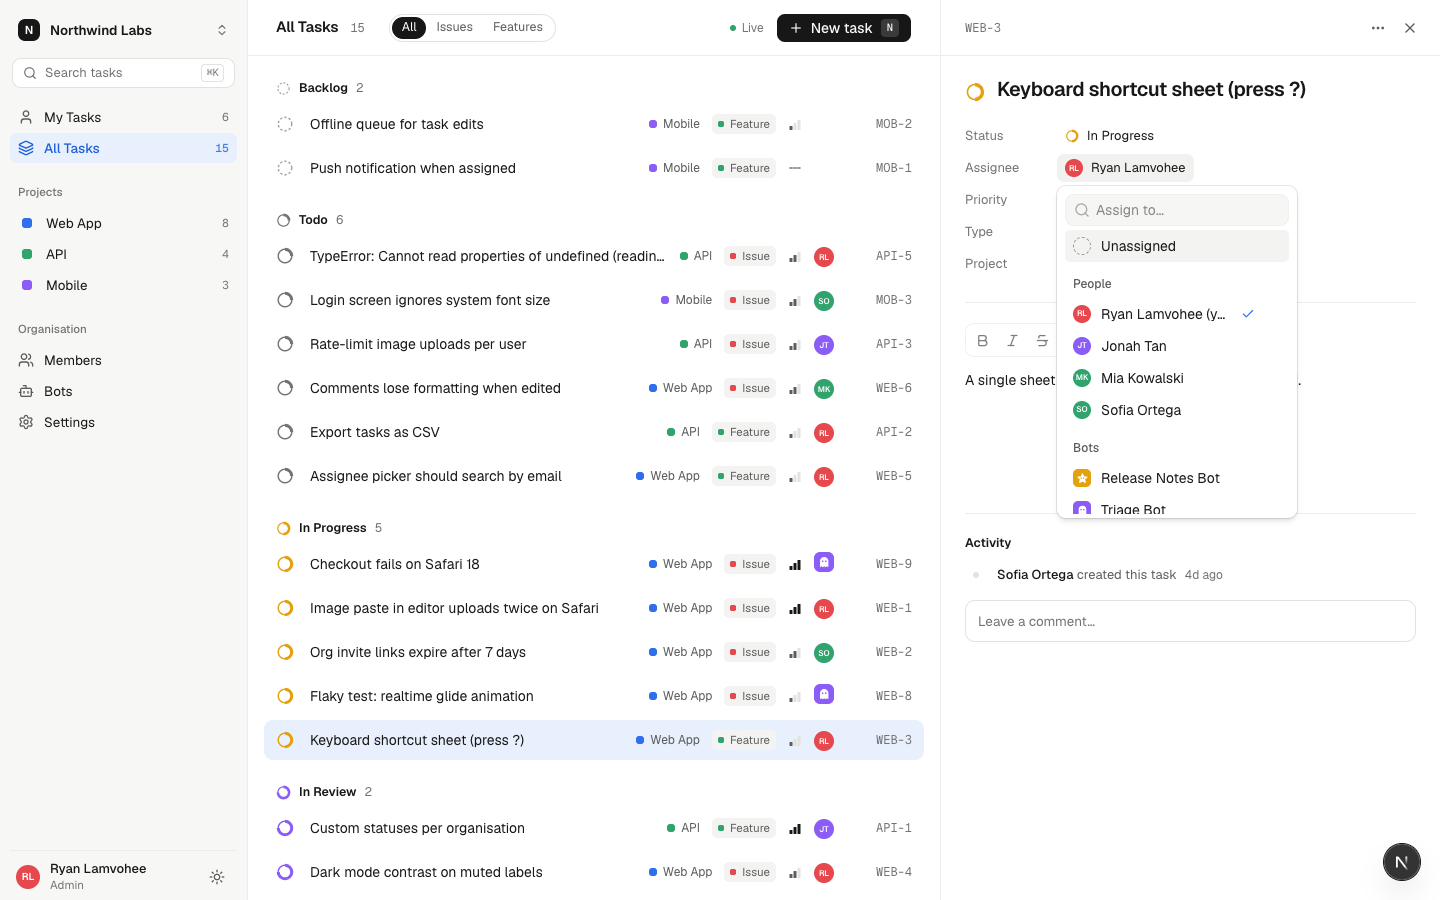 N Northwind Labs
Search tasks ⌘K
My Tasks 6
All Tasks 15
Projects
Web App 8
API 4
Mobile 3
Organisation
Members
Bots
Settings
RL Ryan Lamvohee
Admin
All Tasks 15 All Issues Features Live New task N
Backlog 2
Offline queue for task edits Mobile Feature MOB-2
Push notification when assigned Mobile Feature MOB-1
Todo 6
TypeError: Cannot read properties of undefined (readin… API Issue RL API-5
Login screen ignores system font size Mobile Issue SO MOB-3
Rate-limit image uploads per user API Issue JT API-3
Comments lose formatting when edited Web App Issue MK WEB-6
Export tasks as CSV API Feature RL API-2
Assignee picker should search by email Web App Feature RL WEB-5
In Progress 5
Checkout fails on Safari 18 Web App Issue WEB-9
Image paste in editor uploads twice on Safari Web App Issue RL WEB-1
Org invite links expire after 7 days Web App Issue SO WEB-2
Flaky test: realtime glide animation Web App Issue WEB-8
Keyboard shortcut sheet (press ?) Web App Feature RL WEB-3
In Review 2
Custom statuses per organisation API Feature JT API-1
Dark mode contrast on muted labels Web App Issue RL WEB-4
WEB-3
Keyboard shortcut sheet (press ?)
Status In Progress
Assignee RL Ryan Lamvohee
Priority
Type
Project
Assign to…
Unassigned
People
RL Ryan Lamvohee (y…
JT Jonah Tan
MK Mia Kowalski
SO Sofia Ortega
Bots
Release Notes Bot
Triage Bot
B I S
A single sheet .
Activity
Sofia Ortega created this task 4d ago
Leave a comment…
N